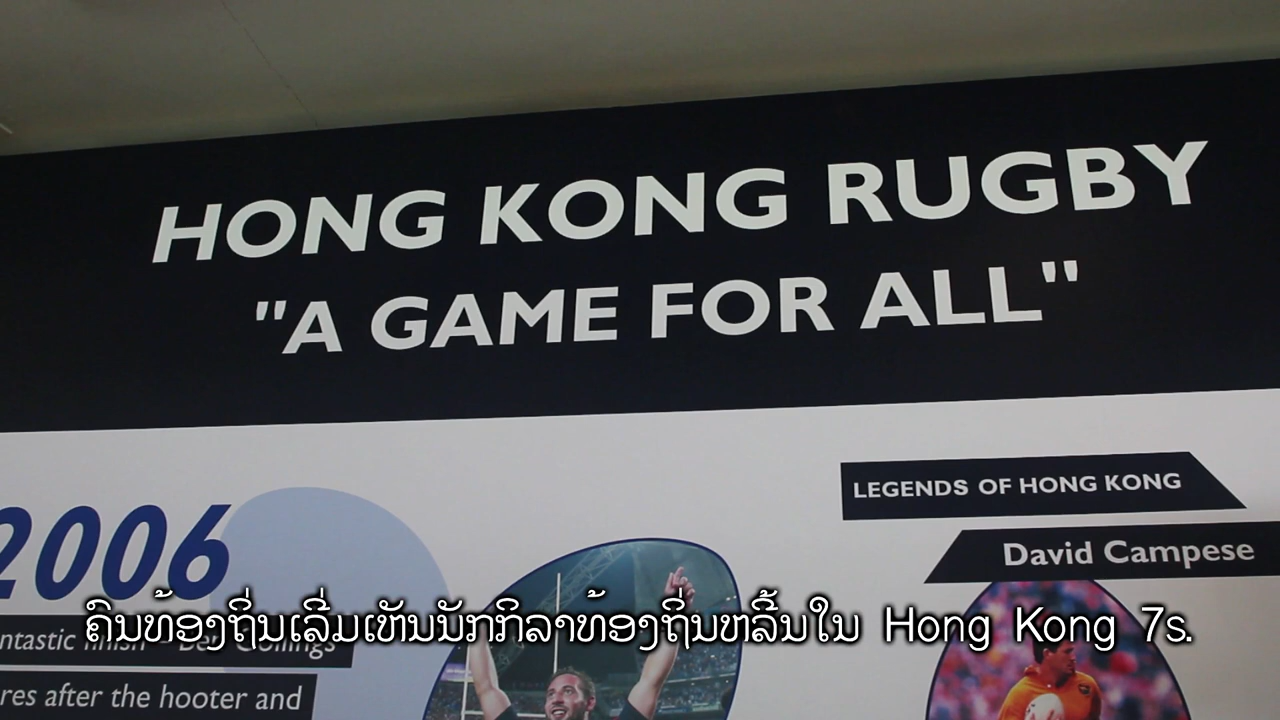 HONG KONG RUGBY
"A GAME FOR ALL"
LEGENDS OF HONG KONG
David Campese
2006
ຄົນທ້ອງຖິ່ນເລີ່ມເຫັນນັກກິລາທ້ອງຖິ່ນຫລິ້ນໃນ Hong Kong 7s.
res after the hooter and